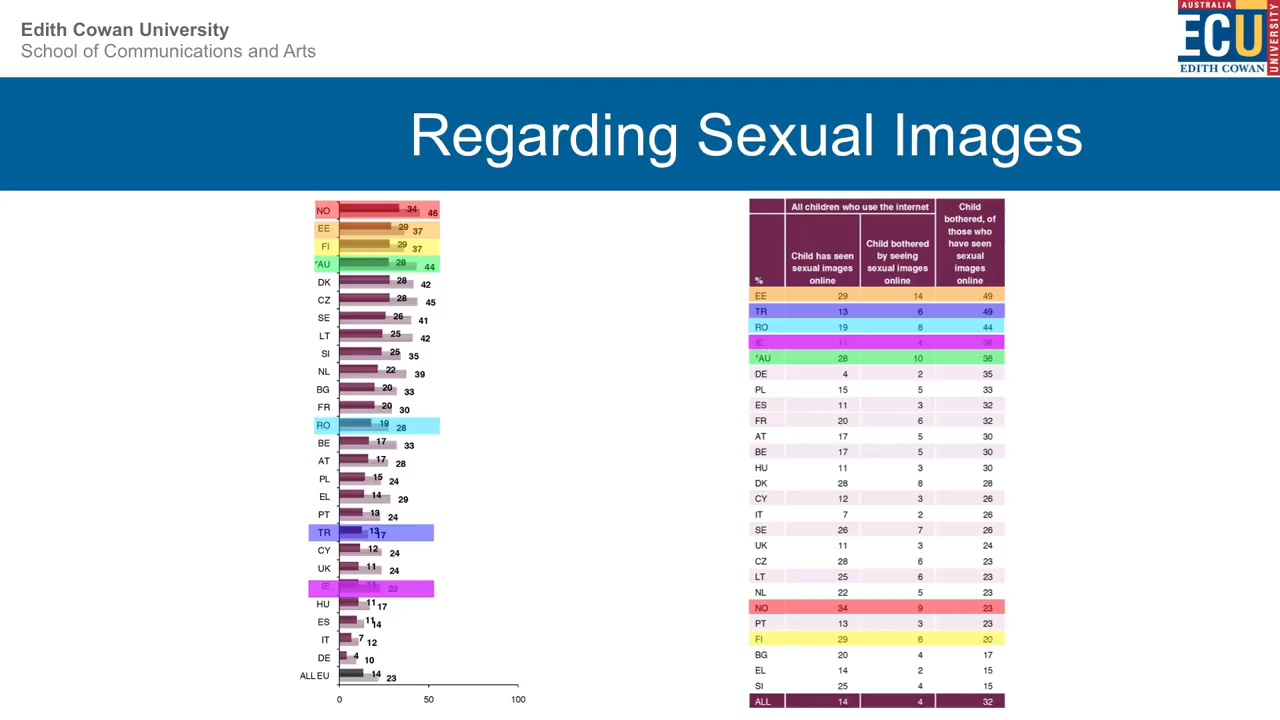 Edith Cowan University
School of Communications and Arts
AUSTRALIA
ECU
EDITH COWAN
UNIVERSITY
Regarding Sexual Images
NO 34 46
EE 29 37
FI 29 37
*AU 28 44
DK 28 42
CZ 28 45
SE 26 41
LT 25 42
SI 25 35
NL 22 39
BG 20 33
FR 20 30
RO 19 28
BE 17 33
AT 17 28
PL 15 24
EL 14 29
PT 13 24
TR 13 17
CY 12 24
UK 11 24
IE 11 23
HU 11 17
ES 11 14
IT 7 12
DE 4 10
ALL EU 14 23
0 50 100
All children who use the internet
% Child has seen sexual images online
Child bothered by seeing sexual images online
Child bothered, of those who have seen sexual images online
EE 29 14 49
TR 13 6 49
RO 19 8 44
IE 11 4 38
*AU 28 10 36
DE 4 2 35
PL 15 5 33
ES 11 3 32
FR 20 6 32
AT 17 5 30
BE 17 5 30
HU 11 3 30
DK 28 8 28
CY 12 3 26
IT 7 2 26
SE 26 7 26
UK 11 3 24
CZ 28 6 23
LT 25 6 23
NL 22 5 23
NO 34 9 23
PT 13 3 23
FI 29 6 20
BG 20 4 17
EL 14 2 15
SI 25 4 15
ALL 14 4 32